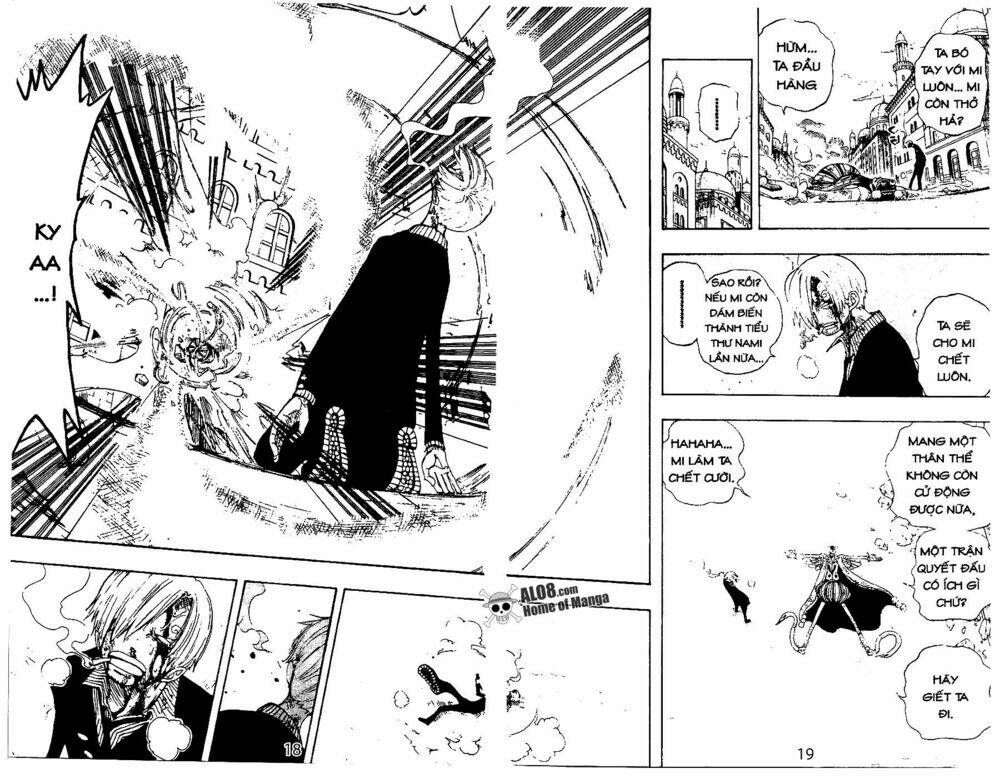 KY
AA
...!
18
AL08.com
Home of Manga
HỪM...
TA ĐẦU
HÀNG
TA BÓ
TAY VỚI MI
LUÔN... MI
CÒN THỞ
HẢ?
SAO RỒI?
NẾU MI CÒN
DÁM BIẾN
THÀNH TIỂU
THƯ NAMI
LẦN NỮA...
TA SẼ
CHO MI
CHẾT
LUÔN.
HAHAHA...
MI LÀM TA
CHẾT CƯỜI.
MANG MỘT
THÂN THỂ
KHÔNG CÒN
CỬ ĐỘNG
ĐƯỢC NỮA,
MỘT TRẬN
QUYẾT ĐẤU
CÓ ÍCH GÌ
CHỨ?
HÃY
GIẾT TA
ĐI.
19